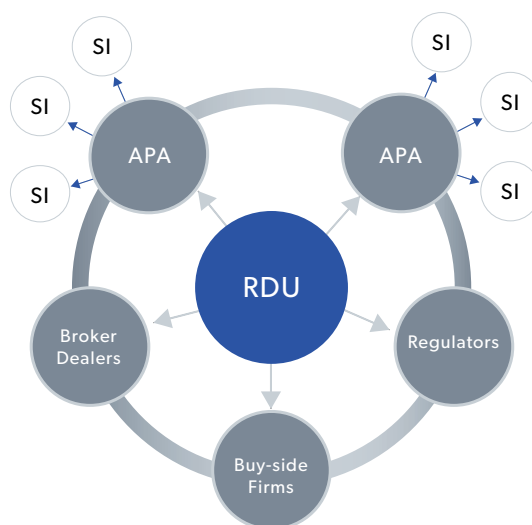 SI
SI
SI
SI
SI
SI
APA
APA
RDU
Broker
Dealers
Regulators
Buy-side
Firms